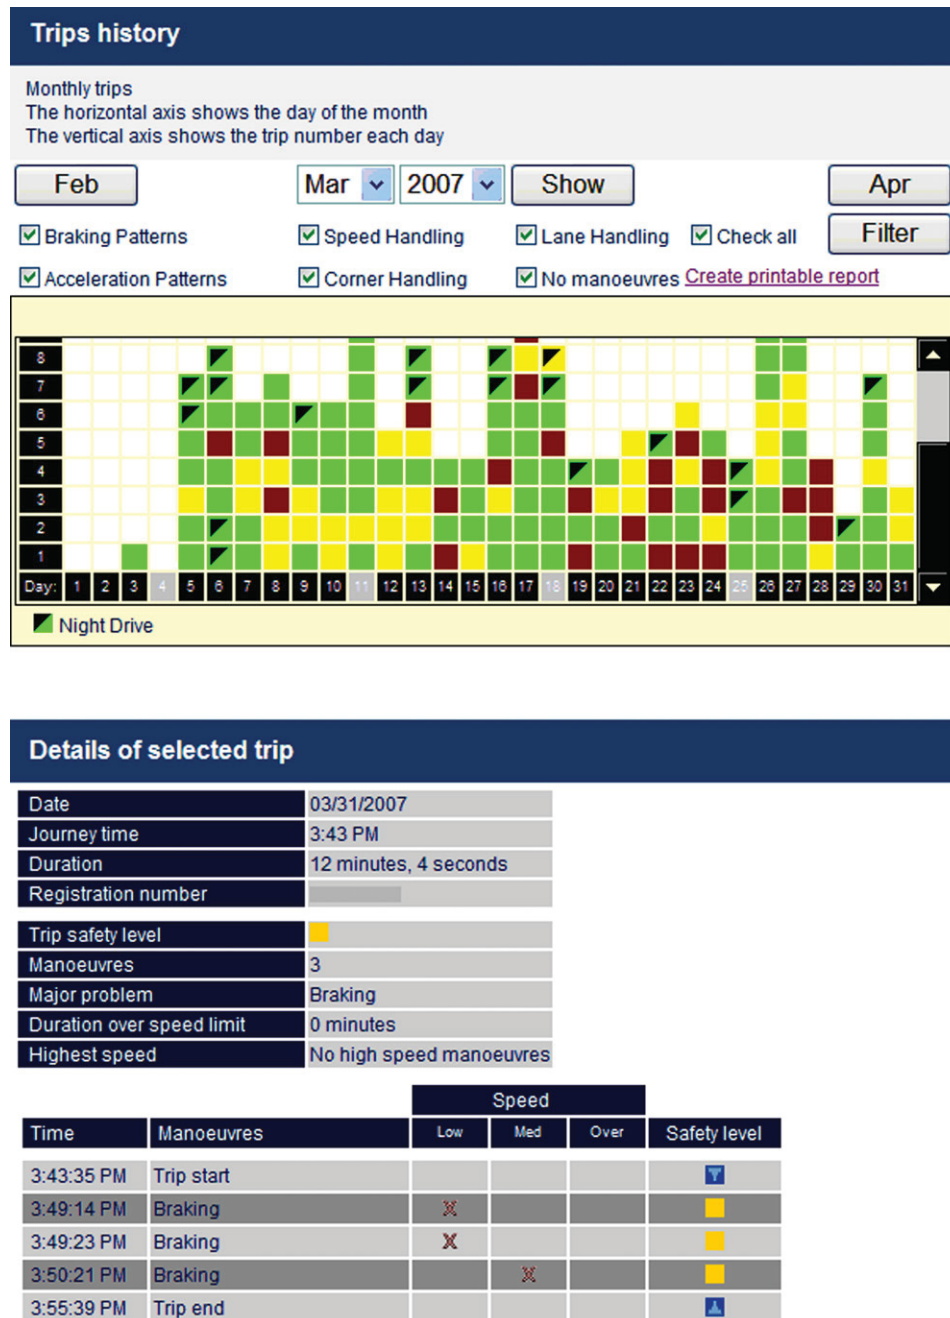 Trips history
Monthly trips
The horizontal axis shows the day of the month
The vertical axis shows the trip number each day
Feb Mar 2007 Show Apr
Braking Patterns Speed Handling Lane Handling Check all Filter
Acceleration Patterns Corner Handling No manoeuvres Create printable report
8
7
6
5
4
3
2
1
Day: 1 2 3 4 5 6 7 8 9 10 11 12 13 14 15 16 17 18 19 20 21 22 23 24 25 26 27 28 29 30 31
Night Drive
Details of selected trip
Date 03/31/2007
Journey time 3:43 PM
Duration 12 minutes, 4 seconds
Registration number
Trip safety level
Manoeuvres 3
Major problem Braking
Duration over speed limit 0 minutes
Highest speed No high speed manoeuvres
Speed
Time Manoeuvres Low Med Over Safety level
3:43:35 PM Trip start
3:49:14 PM Braking X
3:49:23 PM Braking X
3:50:21 PM Braking X
3:55:39 PM Trip end